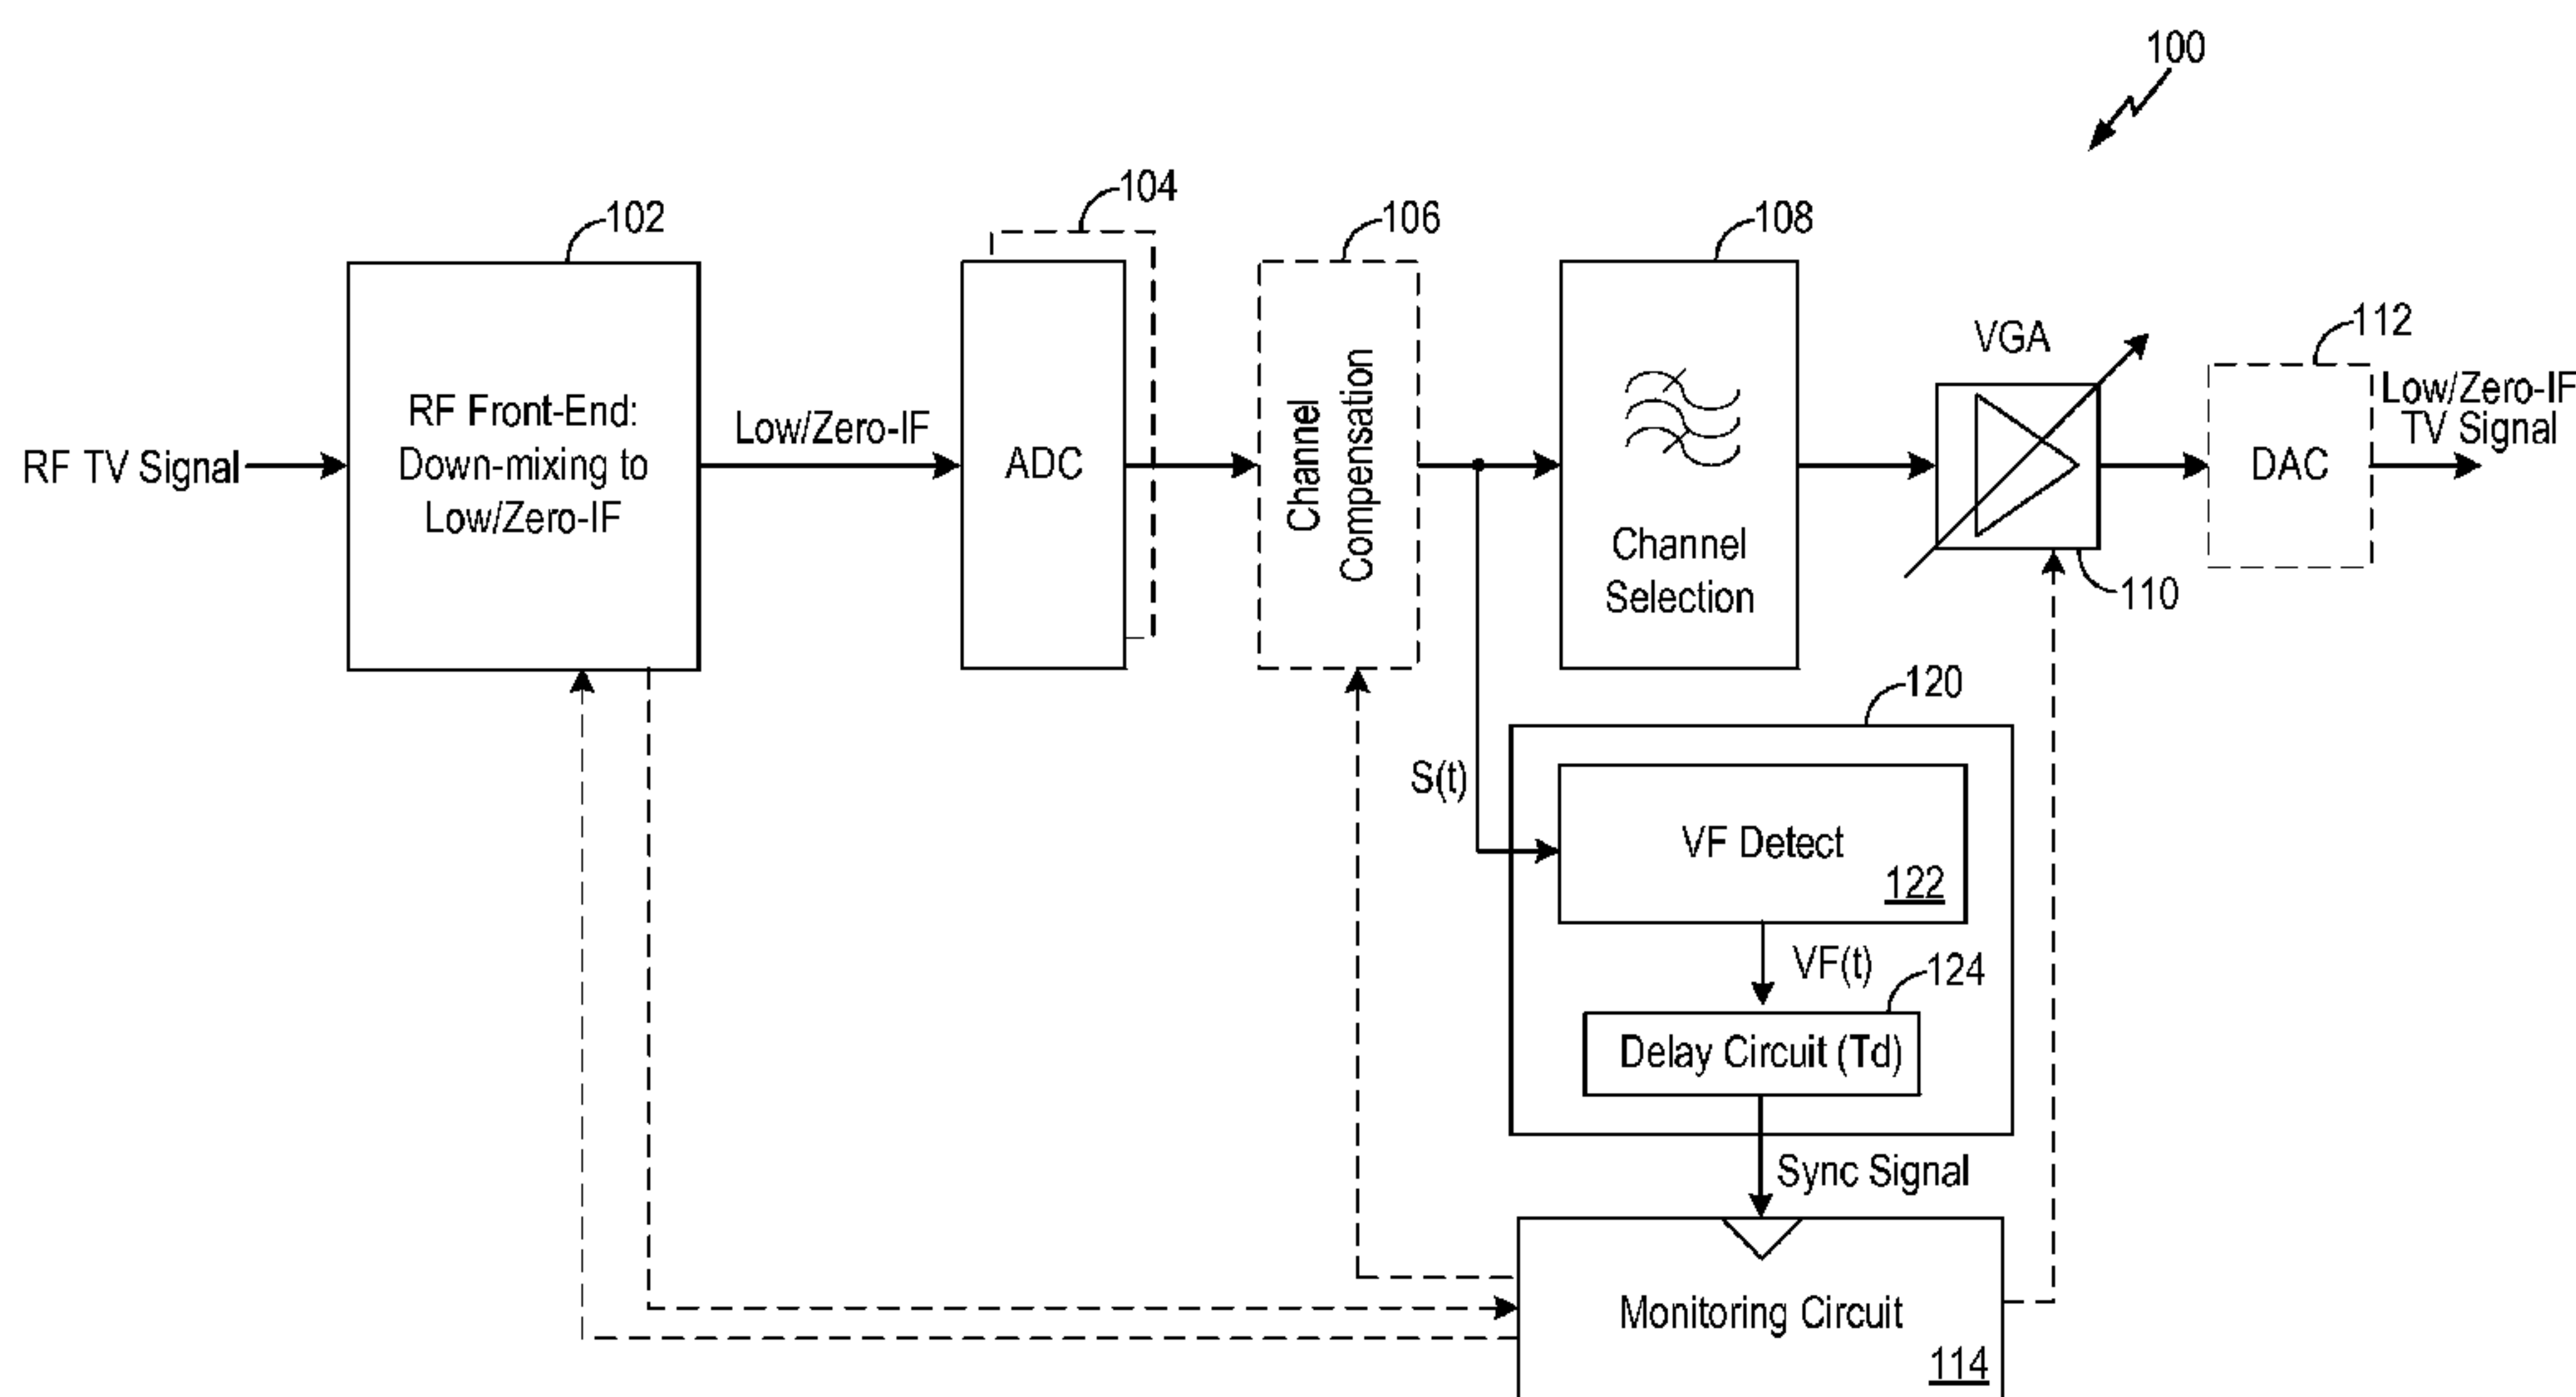 100
102
104
106
108
112
RF TV Signal
RF Front-End:
Down-mixing to
Low/Zero-IF
Low/Zero-IF
ADC
Channel
Compensation
Channel
Selection
VGA
110
DAC
Low/Zero-IF
TV Signal
120
S(t)
VF Detect
122
VF(t)
124
Delay Circuit (Td)
Sync Signal
Monitoring Circuit
114